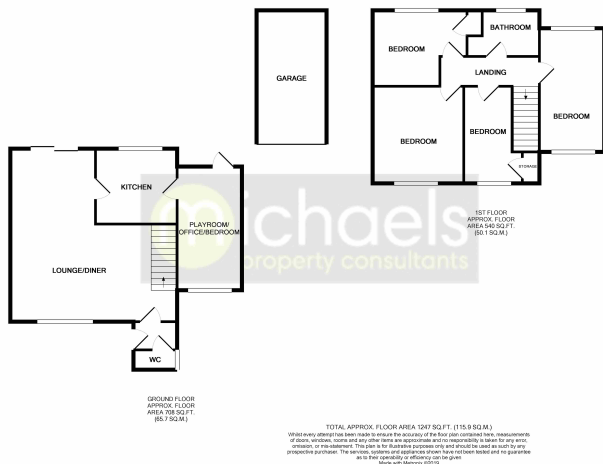 GARAGE
BEDROOM
BATHROOM
LANDING
BEDROOM
BEDROOM
BEDROOM
STORAGE
1ST FLOOR
APPROX. FLOOR
AREA 540 SQ.FT.
(50.1 SQ.M.)
KITCHEN
PLAYROOM/
OFFICE/BEDROOM
LOUNGE/DINER
WC
michaels
property consultants
GROUND FLOOR
APPROX. FLOOR
AREA 708 SQ.FT.
(65.7 SQ.M.)
TOTAL APPROX. FLOOR AREA 1247 SQ.FT. (115.9 SQ.M.)
Whilst every attempt has been made to ensure the accuracy of the floor plan contained here, measurements
of doors, windows, rooms and any other items are approximate and no responsibility is taken for any error,
omission, or mis-statement. This plan is for illustrative purposes only and should be used as such by any
prospective purchaser. The services, systems and appliances shown have not been tested and no guarantee
as to their operability or efficiency can be given
Made with Metropix ©2019